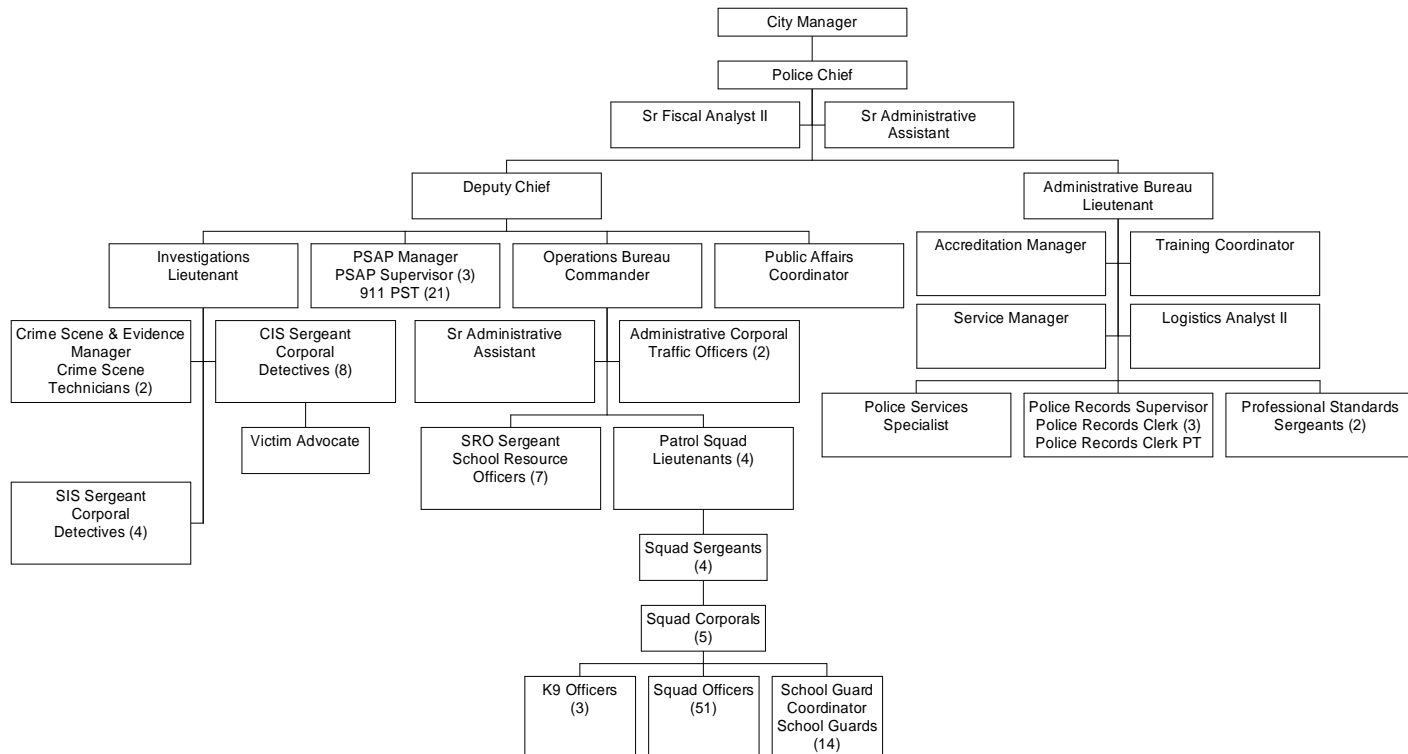 City Manager
Police Chief
Sr Fiscal Analyst II
Sr Administrative
Assistant
Deputy Chief
Administrative Bureau
Lieutenant
Investigations
Lieutenant
PSAP Manager
PSAP Supervisor (3)
911 PST (21)
Operations Bureau
Commander
Public Affairs
Coordinator
Accreditation Manager
Training Coordinator
Service Manager
Logistics Analyst II
Crime Scene & Evidence
Manager
Crime Scene
Technicians (2)
CIS Sergeant
Corporal
Detectives (8)
Sr Administrative
Assistant
Administrative Corporal
Traffic Officers (2)
Police Services
Specialist
Police Records Supervisor
Police Records Clerk (3)
Police Records Clerk PT
Professional Standards
Sergeants (2)
Victim Advocate
SRO Sergeant
School Resource
Officers (7)
Patrol Squad
Lieutenants (4)
SIS Sergeant
Corporal
Detectives (4)
Squad Sergeants
(4)
Squad Corporals
(5)
K9 Officers
(3)
Squad Officers
(51)
School Guard
Coordinator
School Guards
(14)